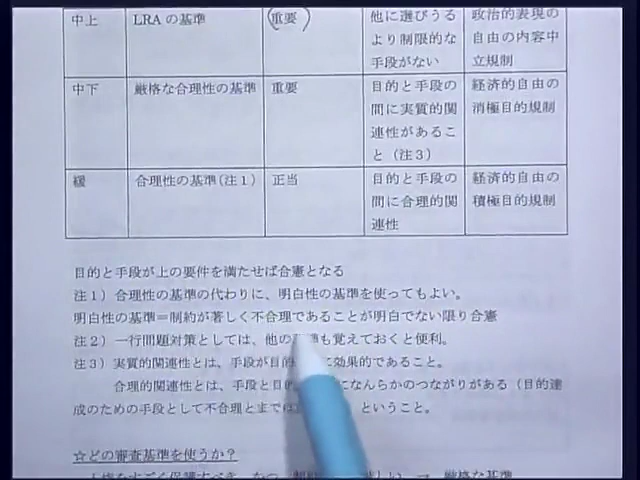 中上 LRAの基準 重要 他に選びうる
より制限的な
手段がない 政治的表現の
自由の内容中
立規制
中下 厳格な合理性の基準 重要 目的と手段の
間に実質的関
連性があるこ
と（注３） 経済的自由の
消極目的規制
緩 合理性の基準（注１） 正当 目的と手段の
間に合理的関
連性 経済的自由の
積極目的規制
目的と手段が上の要件を満たせば合憲となる
注１）合理性の基準の代わりに、明白性の基準を使ってもよい。
明白性の基準＝制約が著しく不合理であることが明白でない限り合憲
注２）一行問題対策としては、他の も覚えておくと便利。
注３）実質的関連性とは、手段が目的 に効果的であること。
合理的関連性とは、手段と目 になんらかのつながりがある（目的達
成のための手段として不合理とまでは ということ。
☆どの審査基準を使うか？